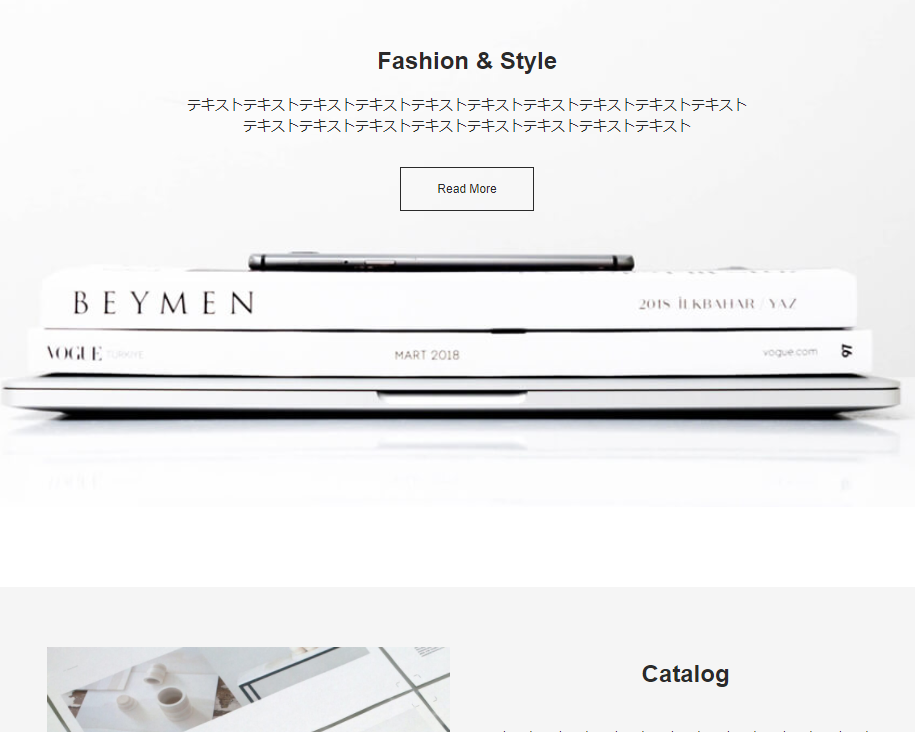 Fashion & Style
テキストテキストテキストテキストテキストテキストテキストテキストテキストテキスト
テキストテキストテキストテキストテキストテキストテキストテキスト
Read More
BEYMEN
2018 İLKBAHAR / YAZ
VOGUE TÜRKİYE
MART 2018
vogue.com
97
Catalog